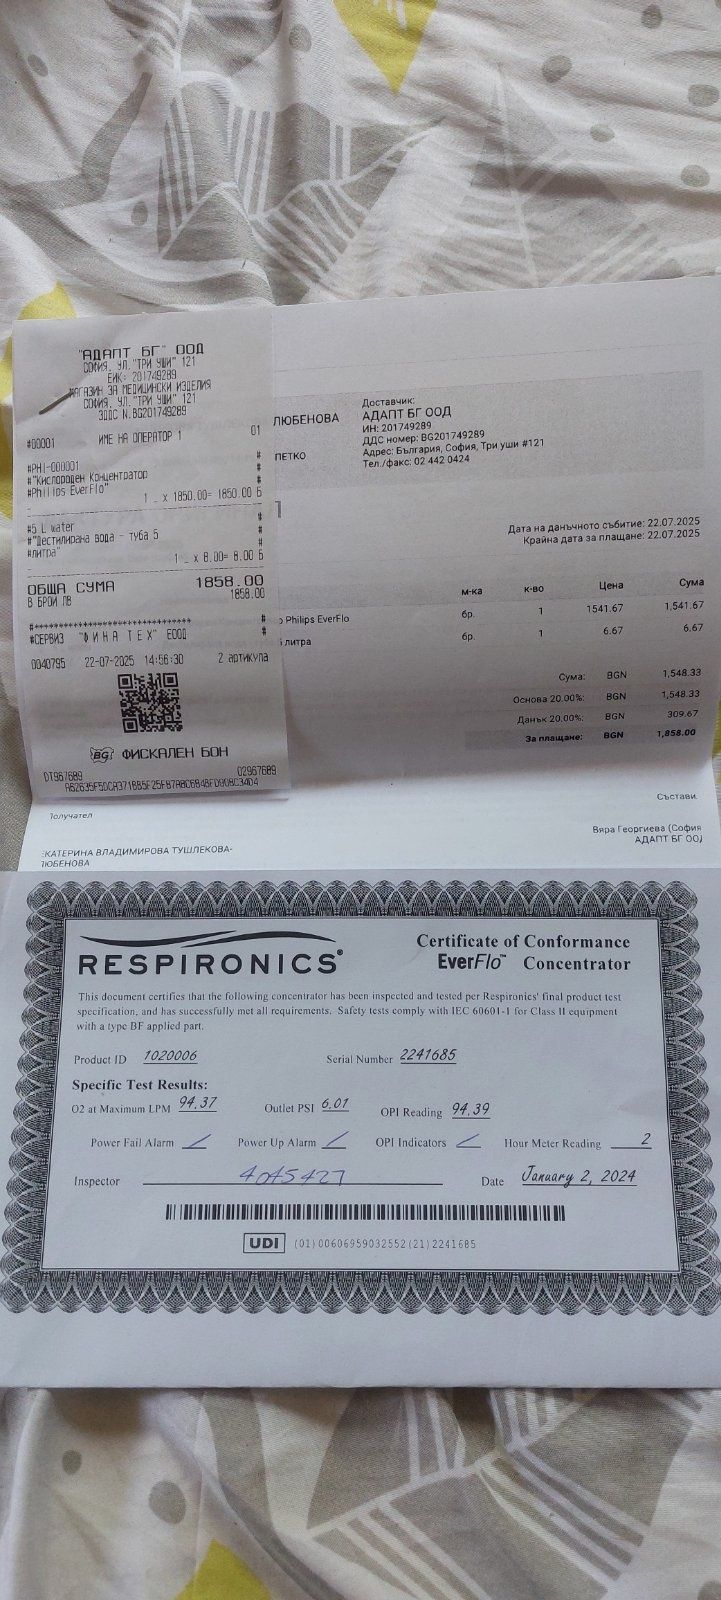 "АДАПТ БГ" ООД
СОФИЯ, УЛ. "ТРИ УШИ" 121
ЕИК: 201749289
МАГАЗИН ЗА МЕДИЦИНСКИ ИЗДЕЛИЯ
СОФИЯ, УЛ. "ТРИ УШИ" 121
ЗДДС N.BG201749289
#00001 ИМЕ НА ОПЕРАТОР 1 01
#PHI-000001 #
#"Кислороден концентратор #
#Philips EverFlo" #
1 _ x 1850.00= 1850.00 Б
-
#5 L water #
#"Дестилирана вода - туба 5 #
#литра" #
1 _ x 8.00= 8.00 Б
-
ОБЩА СУМА 1858.00
В БРОЙ ЛВ 1858.00
#СЕРВИЗ "ФИНА ТЕХ" ЕООД #
0040795 22-07-2025 14:56:30 2 артикула
BG ФИСКАЛЕН БОН
DT967689 02967689
ЛЮБЕНОВА
ПЕТКО
Доставчик:
АДАПТ БГ ООД
ИН: 201749289
ДДС номер: BG201749289
Адрес: България, София, Три уши #121
Тел./факс: 02 442 0424
Дата на данъчното събитие: 22.07.2025
Крайна дата за плащане: 22.07.2025
м-ка к-во Цена Сума
р Philips EverFlo бр. 1 1541.67 1,541.67
литра бр. 1 6.67 6.67
Сума: BGN 1,548.33
Основа 20.00%: BGN 1,548.33
Данък 20.00%: BGN 309.67
За плащане: BGN 1,858.00
Получател
Състави
ЕКАТЕРИНА ВЛАДИМИРОВА ТУШЛЕКОВА-
ЛЮБЕНОВА
Вяра Георгиева (София
АДАПТ БГ ОО
RESPIRONICS®
Certificate of Conformance
EverFlo™ Concentrator
This document certifies that the following concentrator has been inspected and tested per Respironics' final product test
specification, and has successfully met all requirements. Safety tests comply with IEC 60601-1 for Class II equipment
with a type BF applied part.
Product ID 1020006 Serial Number 2241685
Specific Test Results:
O2 at Maximum LPM 94.37 Outlet PSI 6.01 OPI Reading 94.39
Power Fail Alarm Power Up Alarm OPI Indicators Hour Meter Reading 2
Inspector 4045427 Date January 2, 2024
UDI (01)00606959032552(21)2241685